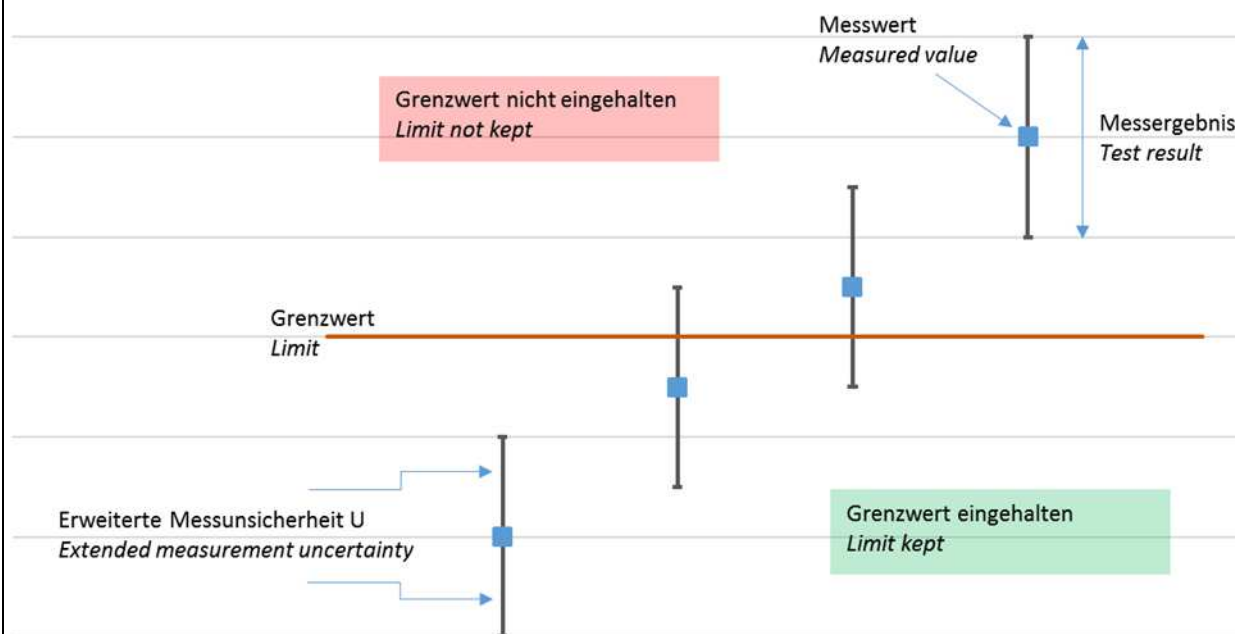 Messwert
Measured value
Grenzwert nicht eingehalten
Limit not kept
Messergebnis
Test result
Grenzwert
Limit
Erweiterte Messunsicherheit U
Extended measurement uncertainty
Grenzwert eingehalten
Limit kept